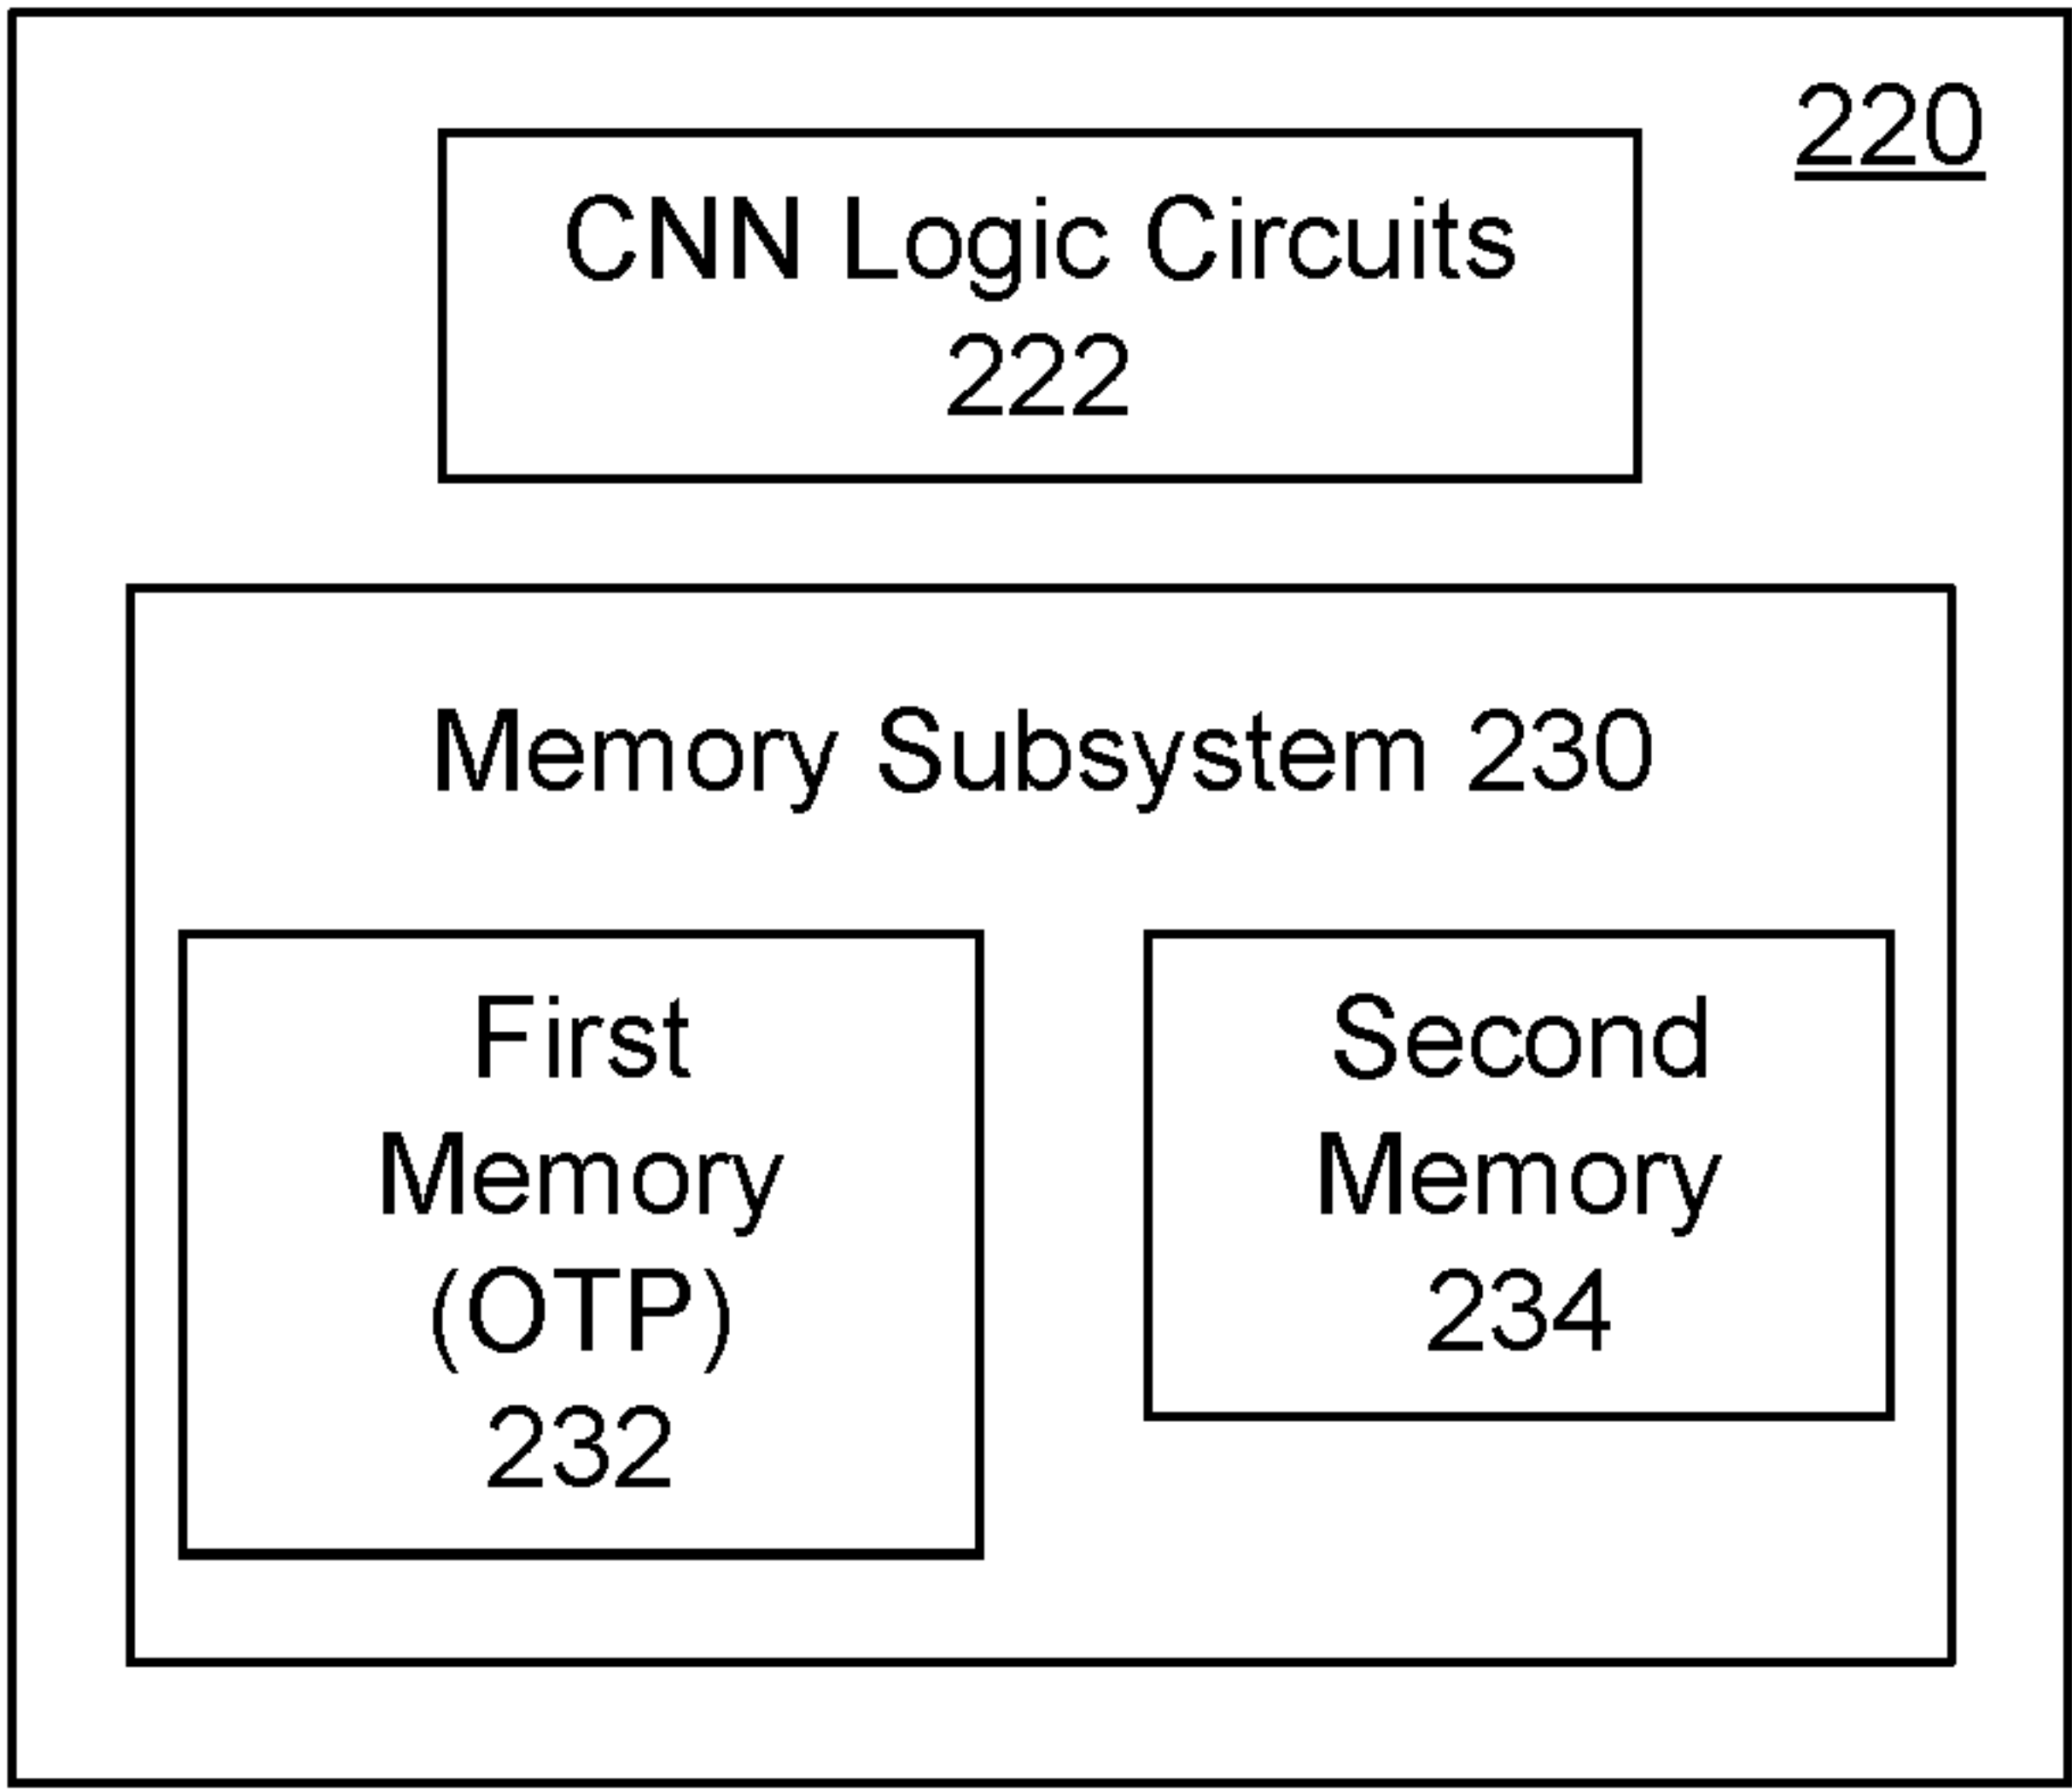 220
CNN Logic Circuits
222
Memory Subsystem 230
First
Memory
(OTP)
232
Second
Memory
234